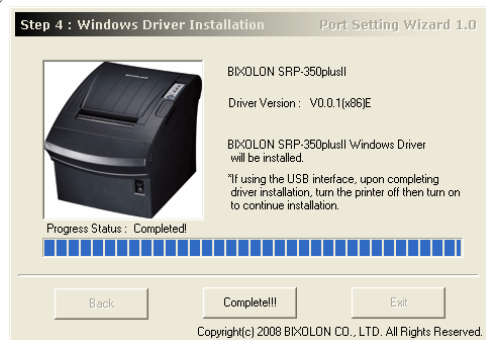 Step 4 : Windows Driver Installation
Port Setting Wizard 1.0
BIXOLON
BIXOLON SRP-350plusII
Driver Version :   V0.0.1(x86)E
BIXOLON SRP-350plusII Windows Driver
will be installed.
*If using the USB interface, upon completing
driver installation, turn the printer off then turn on
to continue installation.
Progress Status :  Completed!
Back
Complete!!!
Exit
Copyright(c) 2008 BIXOLON CO., LTD. All Rights Reserved.